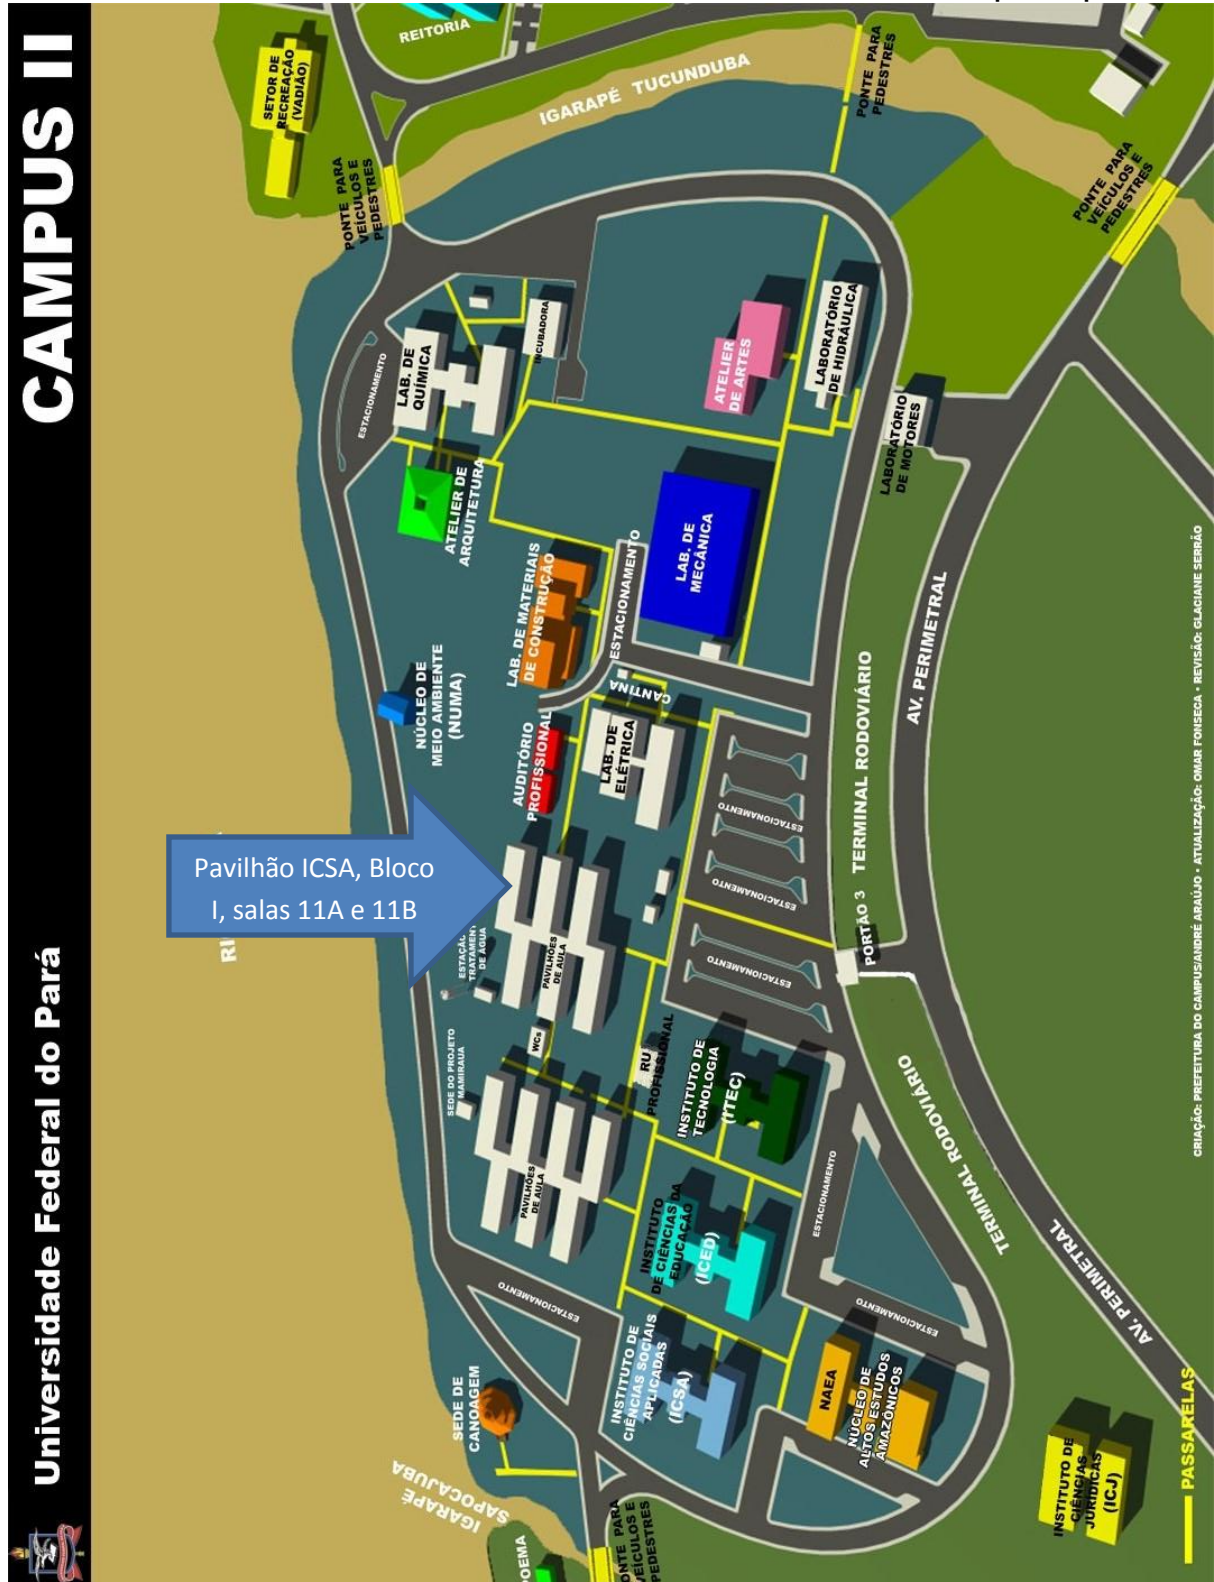 Universidade Federal do Pará
CAMPUS II
REITORIA
SETOR DE
RECREAÇÃO
(VADIÃO)
IGARAPÉ TUCUNDUBA
PONTE PARA
PEDESTRES
PONTE PARA
VEÍCULOS E
PEDESTRES
PONTE PARA
VEÍCULOS E
PEDESTRES
ESTACIONAMENTO
LAB. DE
QUÍMICA
INCUBADORA
ATELIER
DE ARTES
LABORATÓRIO
DE HIDRÁULICA
LABORATÓRIO
DE MOTORES
ATELIER DE
ARQUITETURA
LAB. DE MATERIAIS
DE CONSTRUÇÃO
ESTACIONAMENTO
LAB. DE
MECÂNICA
NÚCLEO DE
MEIO AMBIENTE
(NUMA)
AUDITÓRIO
PROFISSIONAL
CANTINA
LAB. DE
ELÉTRICA
ESTACIONAMENTO
ESTACIONAMENTO
ESTACIONAMENTO
TERMINAL RODOVIÁRIO
AV. PERIMETRAL
PORTÃO 3
Pavilhão ICSA, Bloco
I, salas 11A e 11B
PAVILHÕES
DE AULA
DE ÁGUA
WCs
SEDE DO PROJETO
MAMIRAUA
PAVILHÕES
DE AULA
RU
PROFISSIONAL
INSTITUTO DE
TECNOLOGIA
(ITEC)
INSTITUTO
DE CIÊNCIAS DA
EDUCAÇÃO
(ICED)
ESTACIONAMENTO
TERMINAL RODOVIÁRIO
AV. PERIMETRAL
ESTACIONAMENTO
ESTACIONAMENTO
INSTITUTO DE
CIÊNCIAS SOCIAIS
APLICADAS
(ICSA)
NAEA
NÚCLEO DE
ALTOS ESTUDOS
AMAZÔNICOS
SEDE DE
CANOAGEM
IGARAPÉ
SAPOCAJUBA
POEMA
PONTE PARA
VEÍCULOS E
PEDESTRES
INSTITUTO DE
CIÊNCIAS
JURÍDICAS
(ICJ)
PASSARELAS
CRIAÇÃO: PREFEITURA DO CAMPUS/ANDRÉ ARAÚJO • ATUALIZAÇÃO: OMAR FONSECA • REVISÃO: GLACIANE SERRÃO